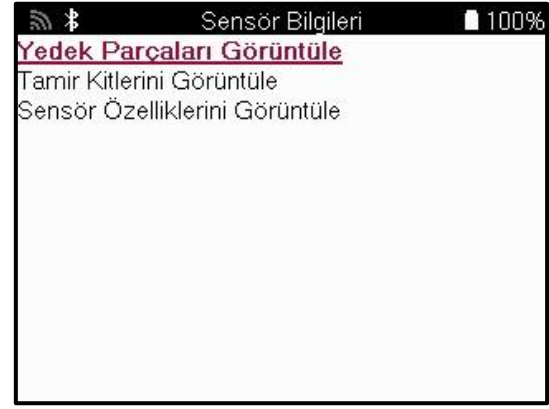 Sensör Bilgileri 100%
Yedek Parçaları Görüntüle
Tamir Kitlerini Görüntüle
Sensör Özelliklerini Görüntüle